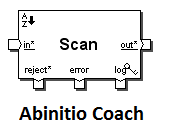 A
Z
Scan
in* out*
reject* error log
Abinitio Coach